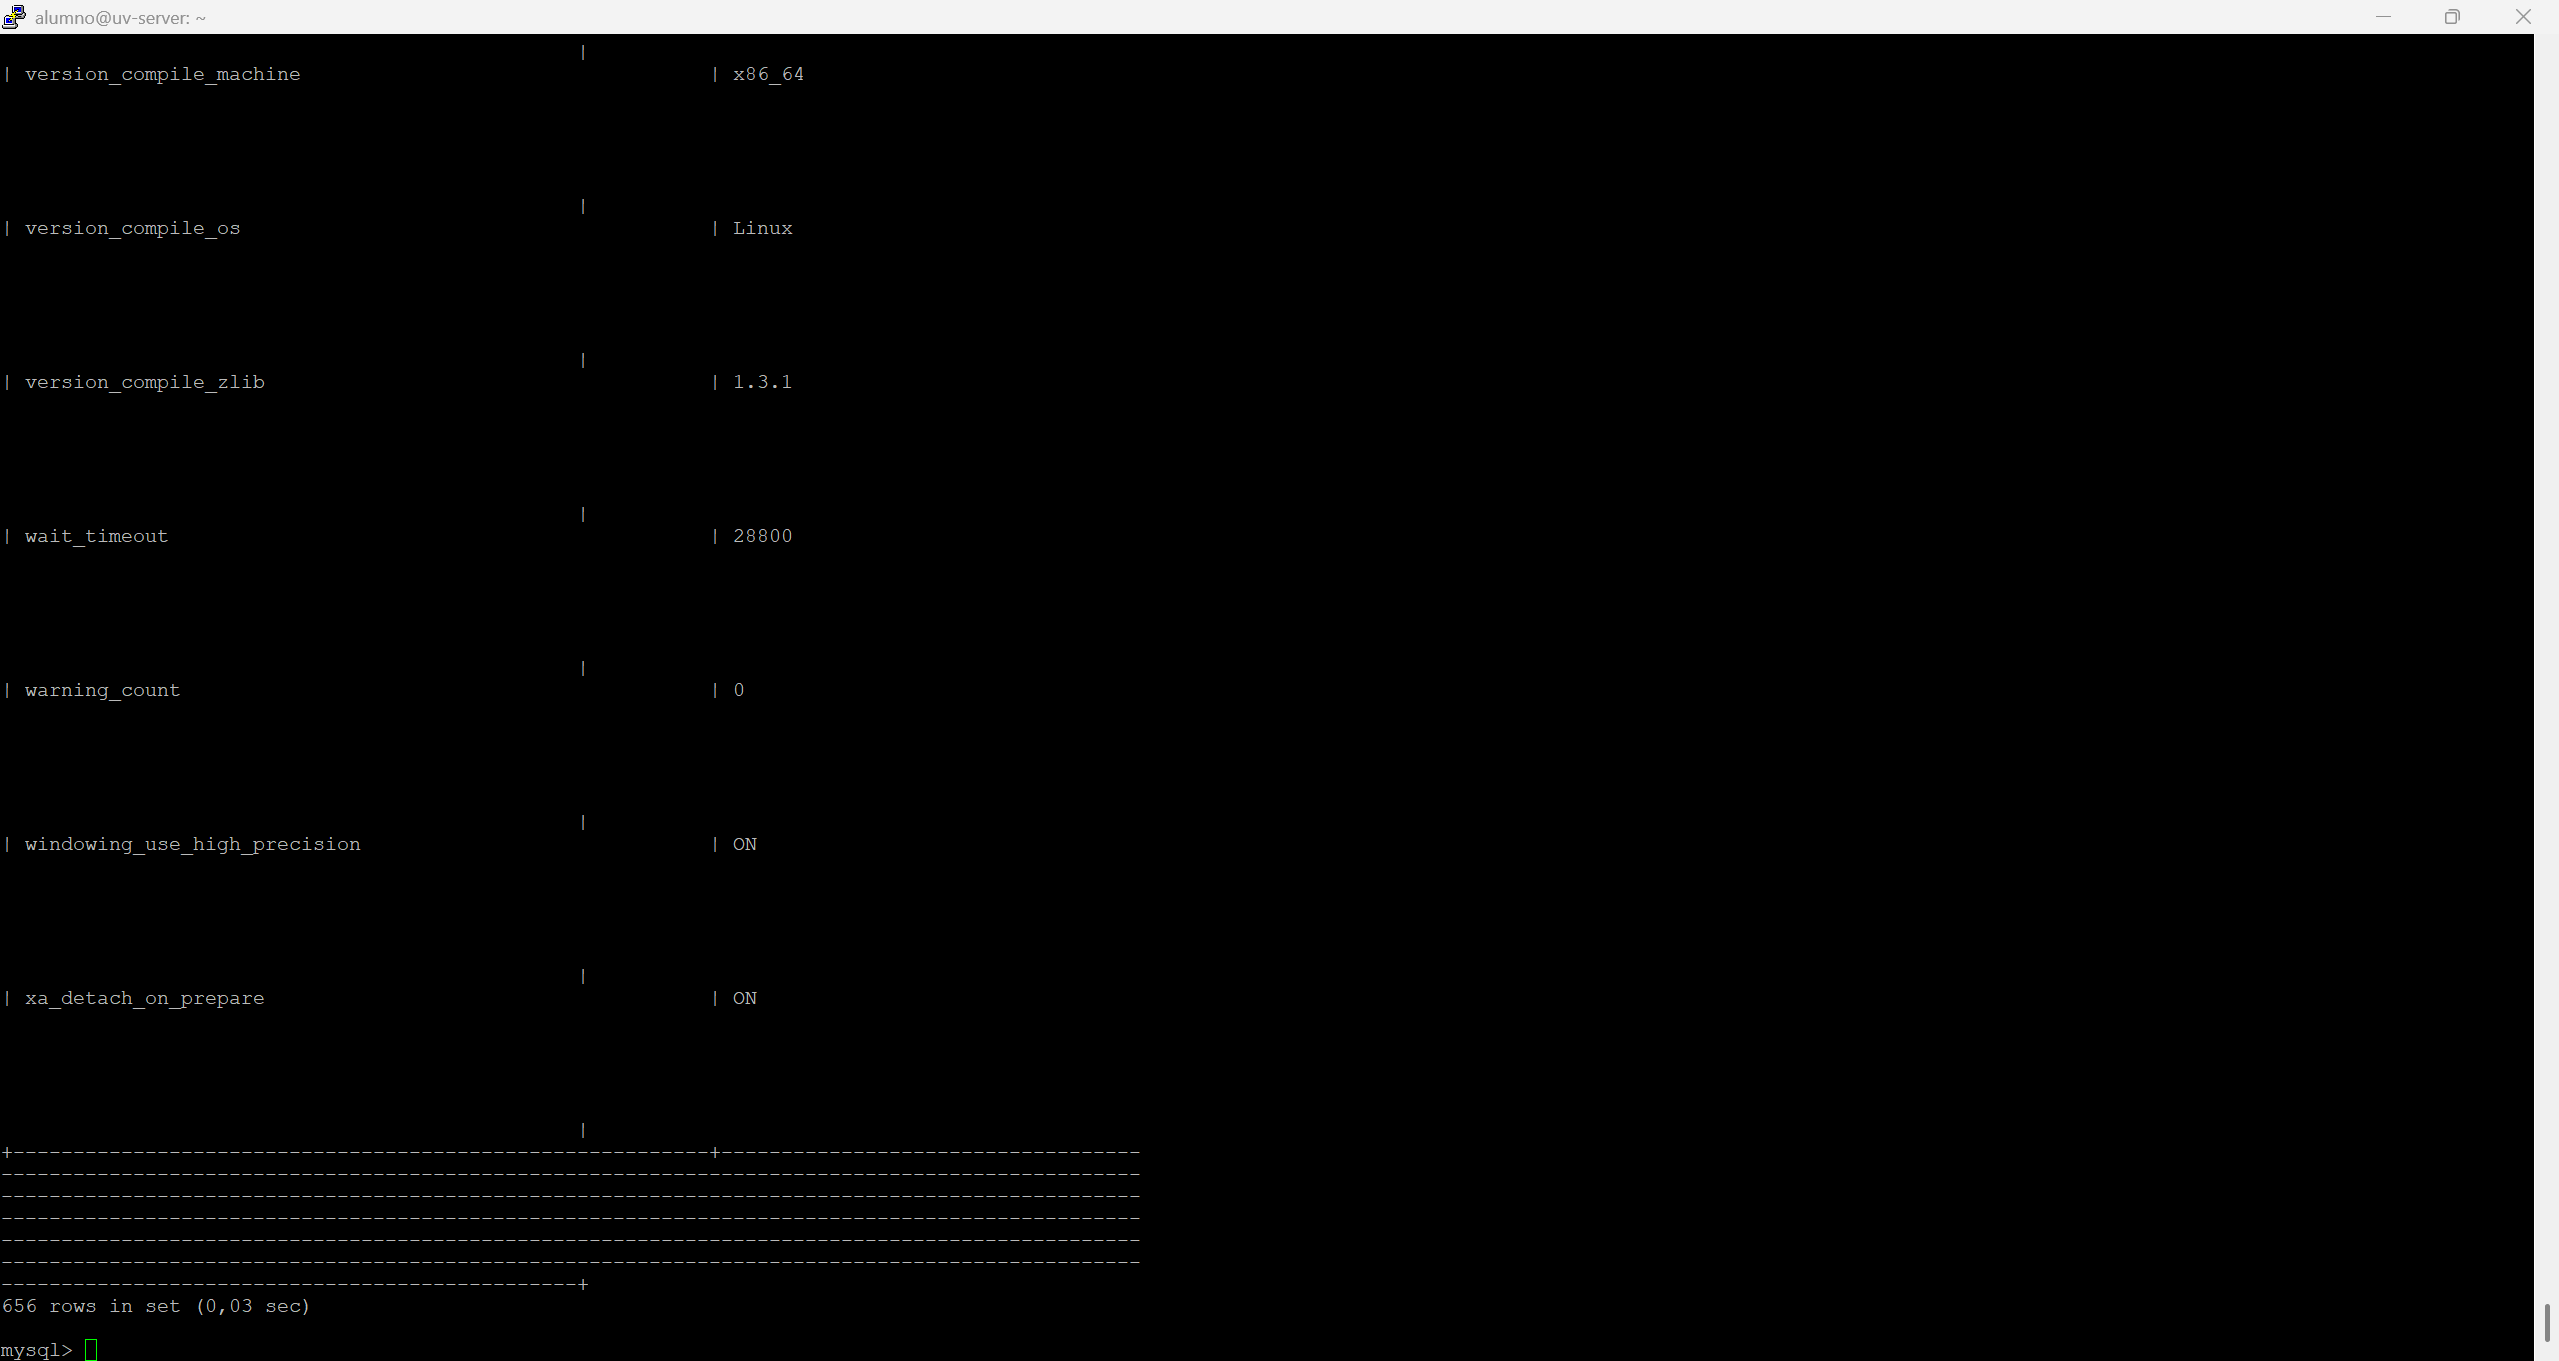 alumno@uv-server: ~
|
| version_compile_machine | x86_64
|
| version_compile_os | Linux
|
| version_compile_zlib | 1.3.1
|
| wait_timeout | 28800
|
| warning_count | 0
|
| windowing_use_high_precision | ON
|
| xa_detach_on_prepare | ON
|
+----------------------------------------------------------+-----------------------------------
-----------------------------------------------------------------------------------------------
-----------------------------------------------------------------------------------------------
-----------------------------------------------------------------------------------------------
-----------------------------------------------------------------------------------------------
-----------------------------------------------------------------------------------------------
------------------------------------------------+
656 rows in set (0,03 sec)
mysql>